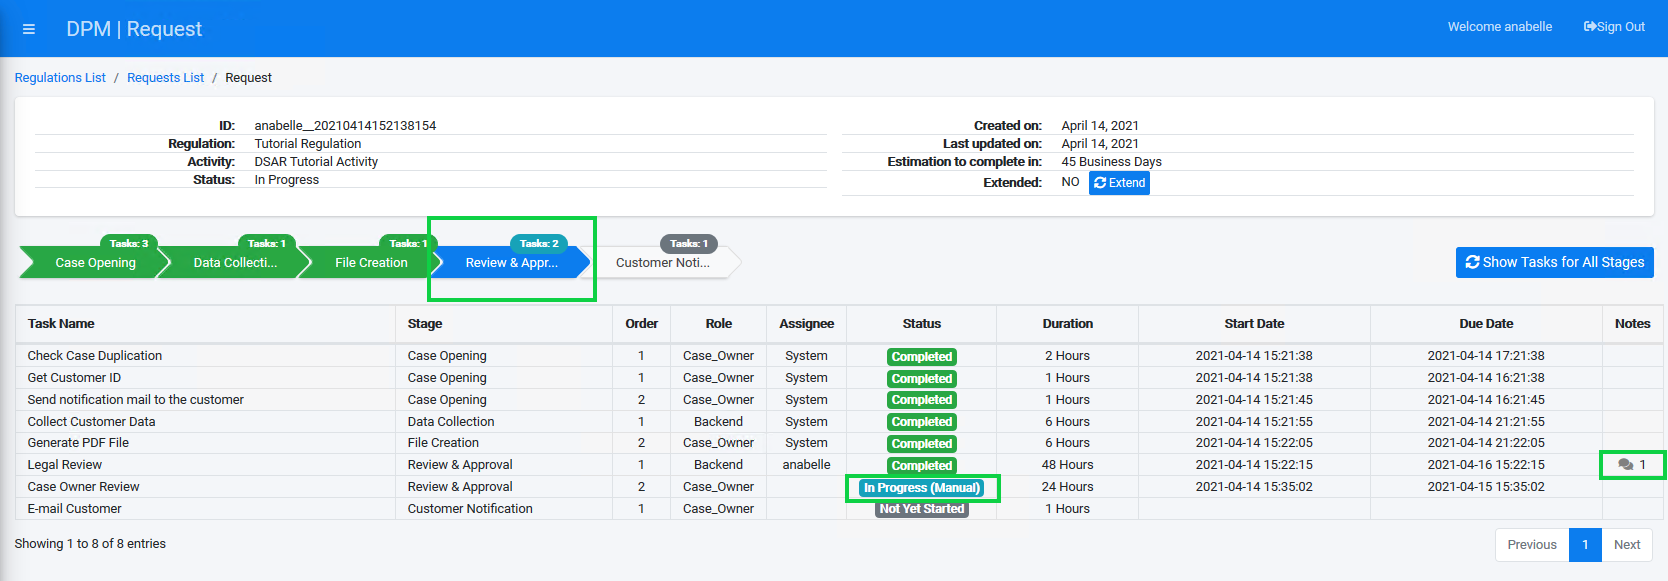 DPM | Request
Welcome anabelle
Sign Out
Regulations List / Requests List / Request
ID: anabelle__20210414152138154
Regulation: Tutorial Regulation
Activity: DSAR Tutorial Activity
Status: In Progress
Created on: April 14, 2021
Last updated on: April 14, 2021
Estimation to complete in: 45 Business Days
Extended: NO Extend
Tasks: 3 Tasks: 1 Tasks: 1 Tasks: 2 Tasks: 1
Case Opening Data Collecti... File Creation Review & Appr... Customer Noti... Show Tasks for All Stages
Task Name Stage Order Role Assignee Status Duration Start Date Due Date Notes
Check Case Duplication Case Opening 1 Case_Owner System Completed 2 Hours 2021-04-14 15:21:38 2021-04-14 17:21:38
Get Customer ID Case Opening 1 Case_Owner System Completed 1 Hours 2021-04-14 15:21:38 2021-04-14 16:21:38
Send notification mail to the customer Case Opening 2 Case_Owner System Completed 1 Hours 2021-04-14 15:21:45 2021-04-14 16:21:45
Collect Customer Data Data Collection 1 Backend System Completed 6 Hours 2021-04-14 15:21:55 2021-04-14 21:21:55
Generate PDF File File Creation 2 Case_Owner System Completed 6 Hours 2021-04-14 15:22:05 2021-04-14 21:22:05
Legal Review Review & Approval 1 Backend anabelle Completed 48 Hours 2021-04-14 15:22:15 2021-04-16 15:22:15 1
Case Owner Review Review & Approval 2 Case_Owner In Progress (Manual) 24 Hours 2021-04-14 15:35:02 2021-04-15 15:35:02
E-mail Customer Customer Notification 1 Case_Owner Not Yet Started 1 Hours
Showing 1 to 8 of 8 entries
Previous 1 Next